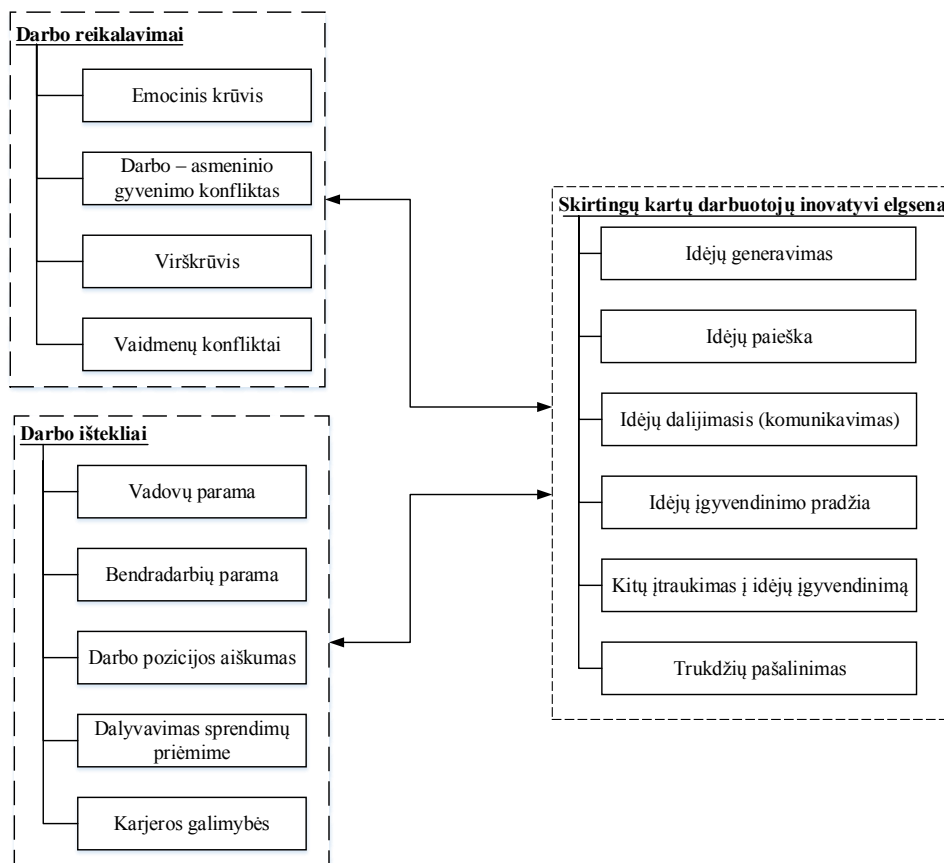 Darbo reikalavimai
Emocinis krūvis
Darbo – asmeninio
gyvenimo konfliktas
Virškrūvis
Vaidmenų konfliktai
Darbo ištekliai
Vadovų parama
Bendradarbių parama
Darbo pozicijos aiškumas
Dalyvavimas sprendimų
priėmime
Karjeros galimybės
Skirtingų kartų darbuotojų inovatyvi elgsena
Idėjų generavimas
Idėjų paieška
Idėjų dalijimasis (komunikavimas)
Idėjų įgyvendinimo pradžia
Kitų įtraukimas į idėjų įgyvendinimą
Trukdžių pašalinimas